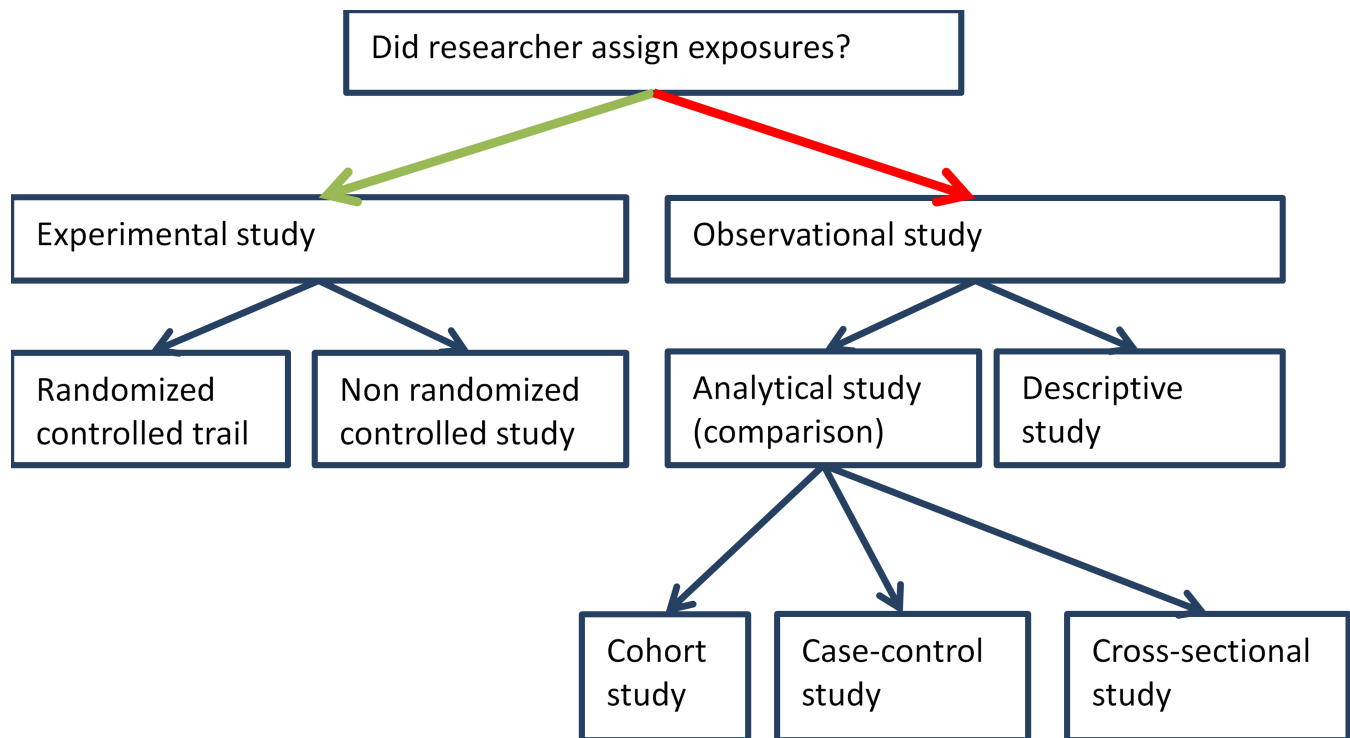 Did researcher assign exposures?
Experimental study
Observational study
Randomized
controlled trail
Non randomized
controlled study
Analytical study
(comparison)
Descriptive
study
Cohort
study
Case-control
study
Cross-sectional
study